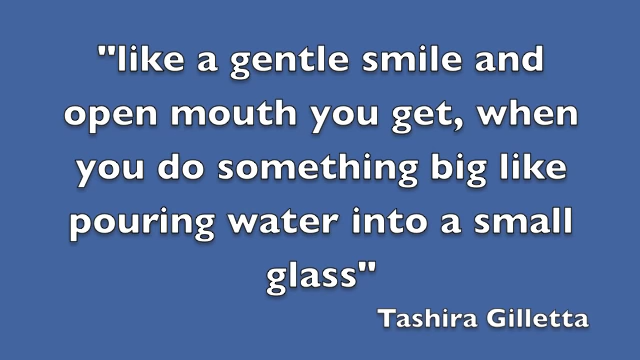 "like a gentle smile and
open mouth you get, when
you do something big like
pouring water into a small
glass"
Tashira Gilletta